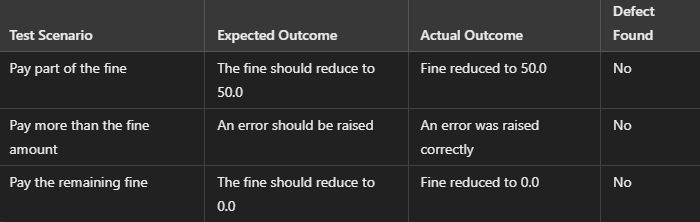 Test Scenario Expected Outcome Actual Outcome Defect Found
Pay part of the fine The fine should reduce to 50.0 Fine reduced to 50.0 No
Pay more than the fine amount An error should be raised An error was raised correctly No
Pay the remaining fine The fine should reduce to 0.0 Fine reduced to 0.0 No